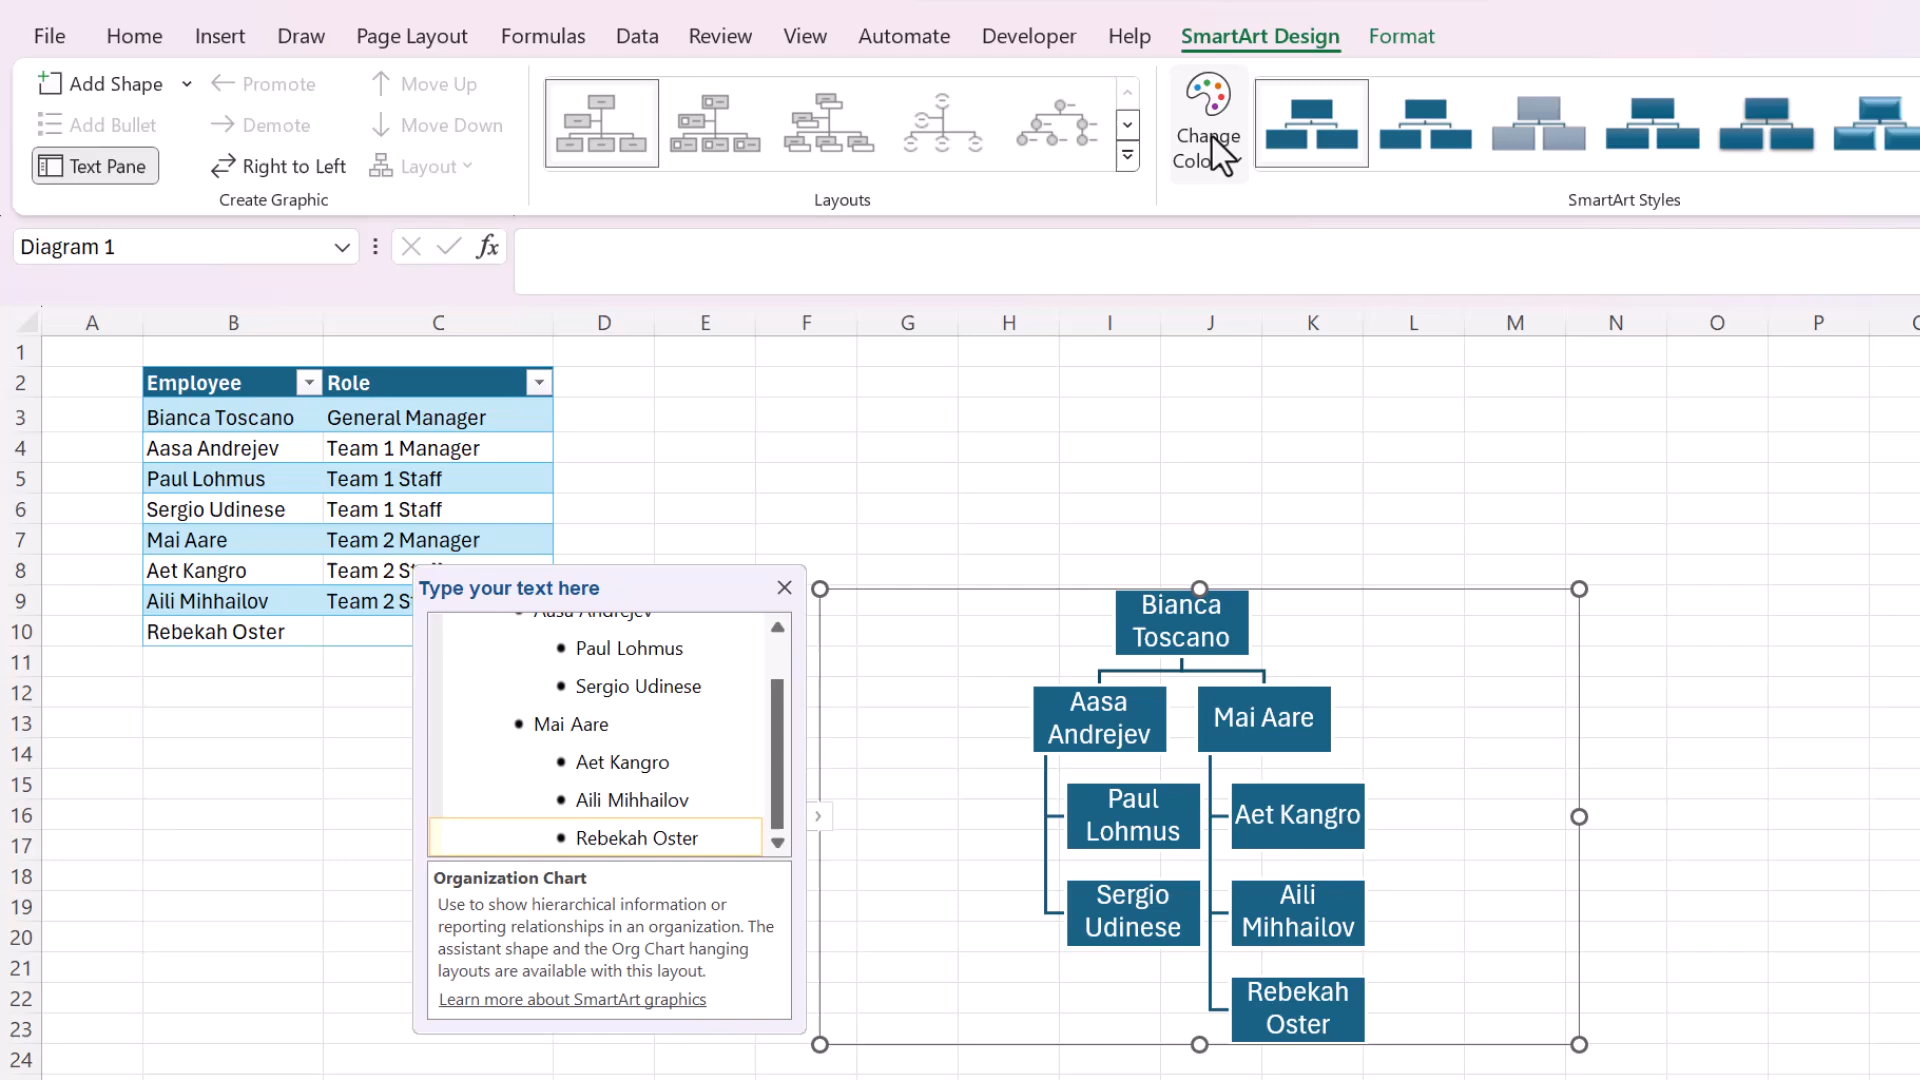 File Home Insert Draw Page Layout Formulas Data Review View Automate Developer Help SmartArt Design Format
Add Shape Promote Move Up
Add Bullet Demote Move Down
Text Pane Right to Left Layout
Create Graphic
Layouts
Change
SmartArt Styles
Diagram 1
fx
A B C D E F G H I J K L M N O P
1
2 Employee Role
3 Bianca Toscano General Manager
4 Aasa Andrejev Team 1 Manager
5 Paul Lohmus Team 1 Staff
6 Sergio Udinese Team 1 Staff
7 Mai Aare Team 2 Manager
8 Aet Kangro Team 2
9 Aili Mihhailov Team 2
10 Rebekah Oster
11
12
13
14
15
16
17
18
19
20
21
22
23
24
Type your text here
Aasa Andrejev
Paul Lohmus
Sergio Udinese
Mai Aare
Aet Kangro
Aili Mihhailov
Rebekah Oster
Organization Chart
Use to show hierarchical information or
reporting relationships in an organization. The
assistant shape and the Org Chart hanging
layouts are available with this layout.
Learn more about SmartArt graphics
Bianca
Toscano
Aasa
Andrejev
Mai Aare
Paul
Lohmus
Aet Kangro
Sergio
Udinese
Aili
Mihhailov
Rebekah
Oster